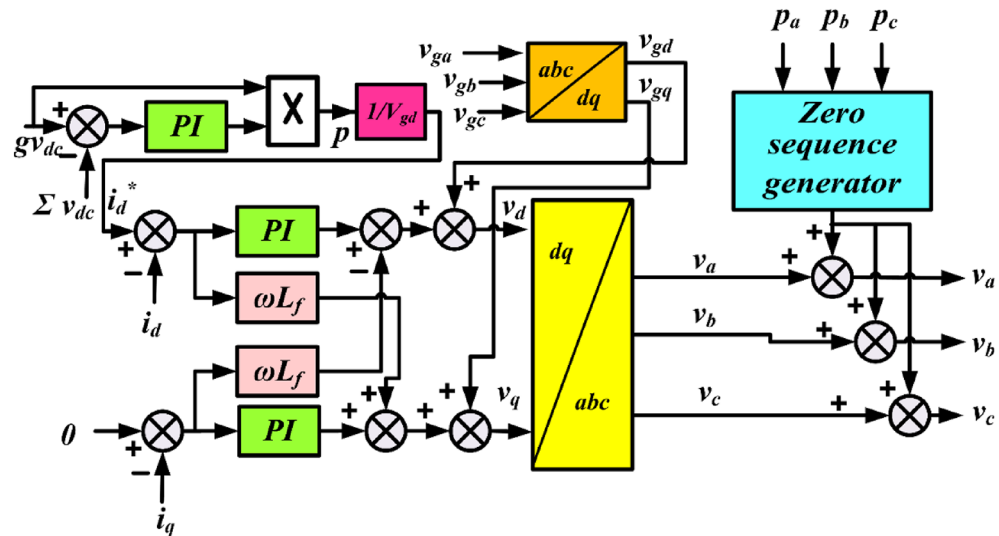 p_a p_b p_c
v_ga
v_gb
v_gc
abc
dq
v_gd
v_gq
+
gv_dc
−
Σ v_dc
PI
X
p
1/V_gd
Zero
sequence
generator
i_d*
+
−
i_d
PI
+
−
+
+
v_d
ωL_f
ωL_f
0
+
−
i_q
PI
+
+
+
+
v_q
dq
abc
v_a
+
+
v_a
v_b
+
+
v_b
v_c
+
+
v_c